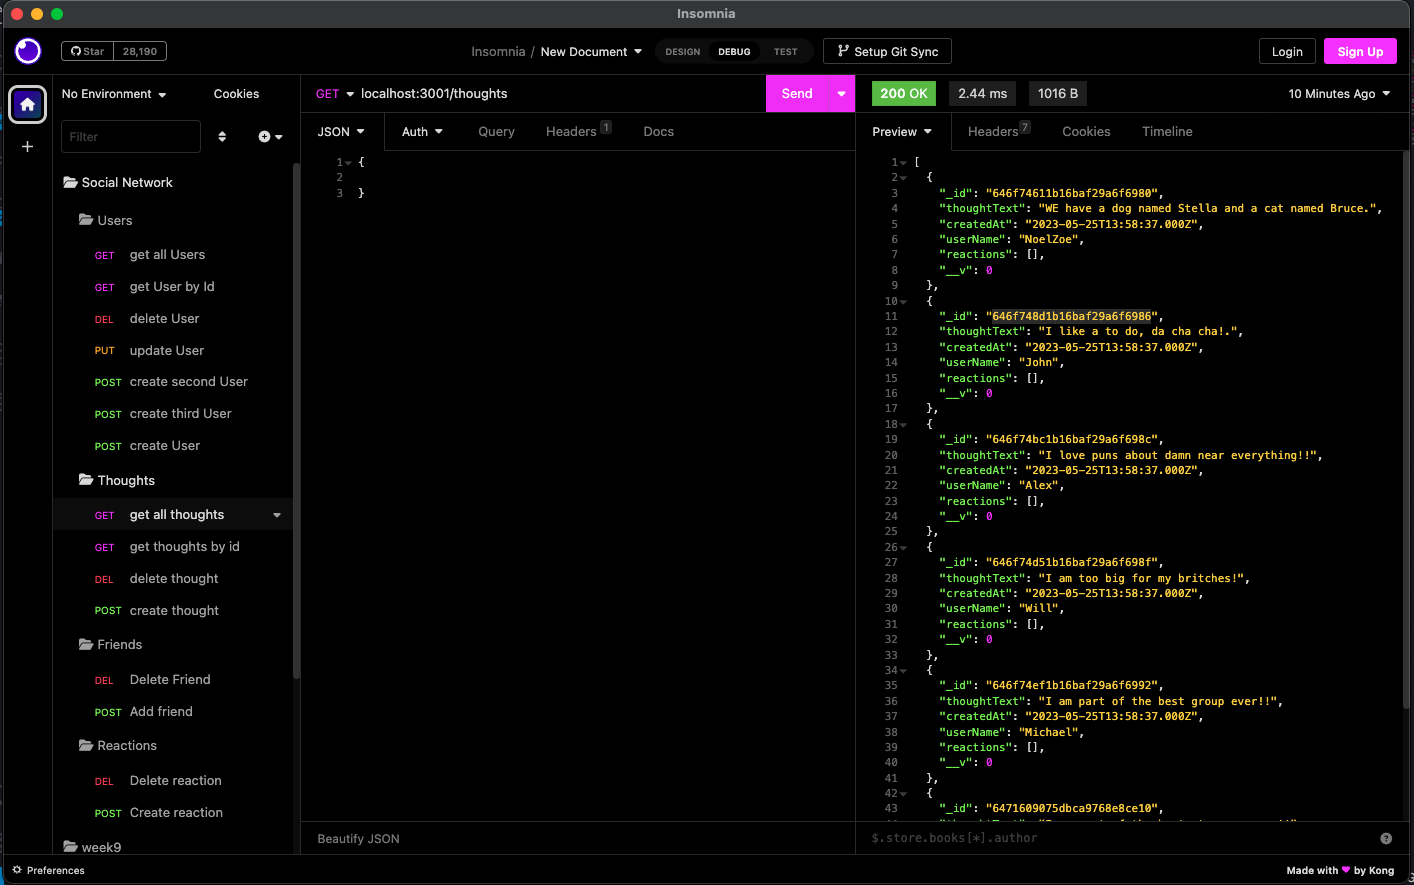 Insomnia
Star 28,190
Insomnia / New Document
DESIGN DEBUG TEST
Setup Git Sync
Login
Sign Up
No Environment
Cookies
Filter
Social Network
Users
GET get all Users
GET get User by Id
DEL delete User
PUT update User
POST create second User
POST create third User
POST create User
Thoughts
GET get all thoughts
GET get thoughts by id
DEL delete thought
POST create thought
Friends
DEL Delete Friend
POST Add friend
Reactions
DEL Delete reaction
POST Create reaction
week9
Preferences
GET localhost:3001/thoughts
Send
JSON Auth Query Headers 1 Docs
1 {
2
3 }
Beautify JSON
200 OK 2.44 ms 1016 B
10 Minutes Ago
Preview Headers 7 Cookies Timeline
1 [
2 {
3 "_id": "646f74611b16baf29a6f6980",
4 "thoughtText": "WE have a dog named Stella and a cat named Bruce.",
5 "createdAt": "2023-05-25T13:58:37.000Z",
6 "userName": "NoelZoe",
7 "reactions": [],
8 "__v": 0
9 },
10 {
11 "_id": "646f748d1b16baf29a6f6986",
12 "thoughtText": "I like a to do, da cha cha!.",
13 "createdAt": "2023-05-25T13:58:37.000Z",
14 "userName": "John",
15 "reactions": [],
16 "__v": 0
17 },
18 {
19 "_id": "646f74bc1b16baf29a6f698c",
20 "thoughtText": "I love puns about damn near everything!!",
21 "createdAt": "2023-05-25T13:58:37.000Z",
22 "userName": "Alex",
23 "reactions": [],
24 "__v": 0
25 },
26 {
27 "_id": "646f74d51b16baf29a6f698f",
28 "thoughtText": "I am too big for my britches!",
29 "createdAt": "2023-05-25T13:58:37.000Z",
30 "userName": "Will",
31 "reactions": [],
32 "__v": 0
33 },
34 {
35 "_id": "646f74ef1b16baf29a6f6992",
36 "thoughtText": "I am part of the best group ever!!",
37 "createdAt": "2023-05-25T13:58:37.000Z",
38 "userName": "Michael",
39 "reactions": [],
40 "__v": 0
41 },
42 {
43 "_id": "6471609075dbca9768e8ce10",
$.store.books[*].author
Made with ♥ by Kong